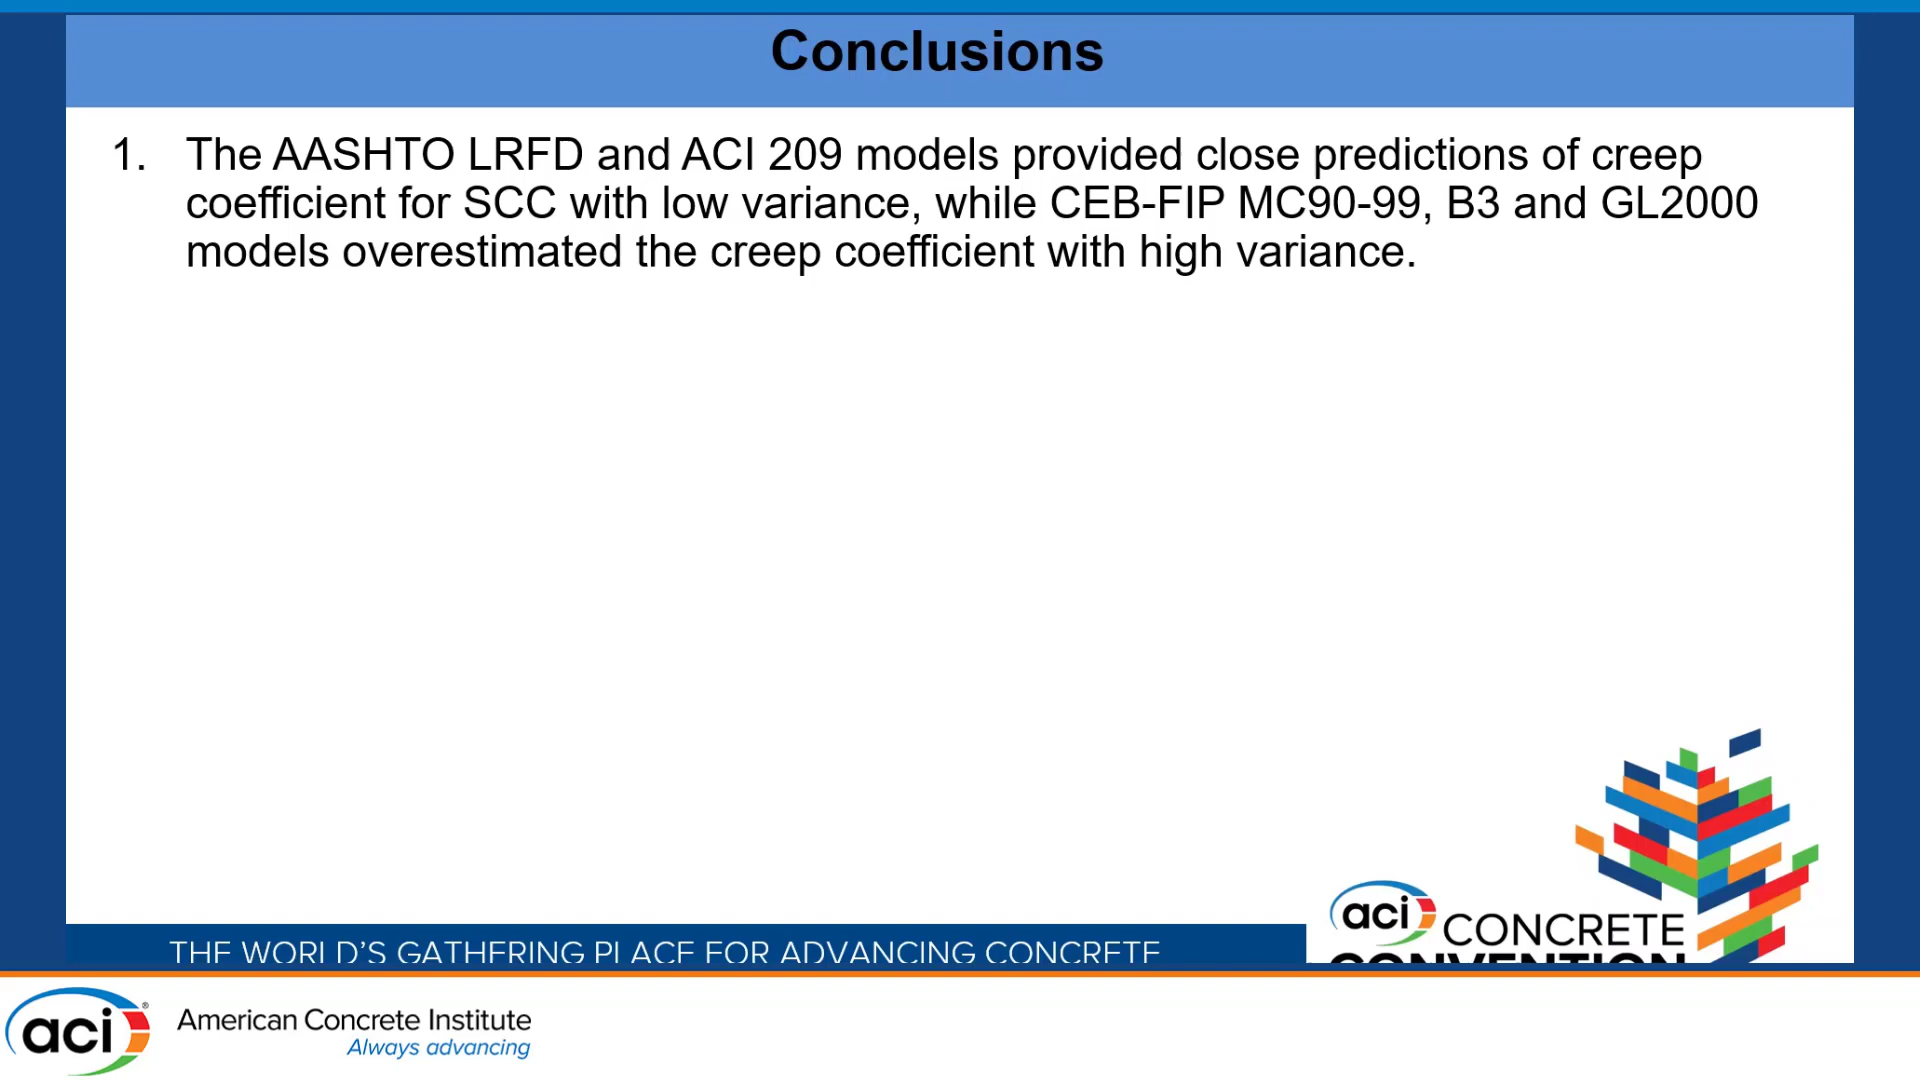 Conclusions
1. The AASHTO LRFD and ACI 209 models provided close predictions of creep
coefficient for SCC with low variance, while CEB-FIP MC90-99, B3 and GL2000
models overestimated the creep coefficient with high variance.
aci CONCRETE
CONVENTION
THE WORLD'S GATHERING PLACE FOR ADVANCING CONCRETE
aci®
American Concrete Institute
Always advancing